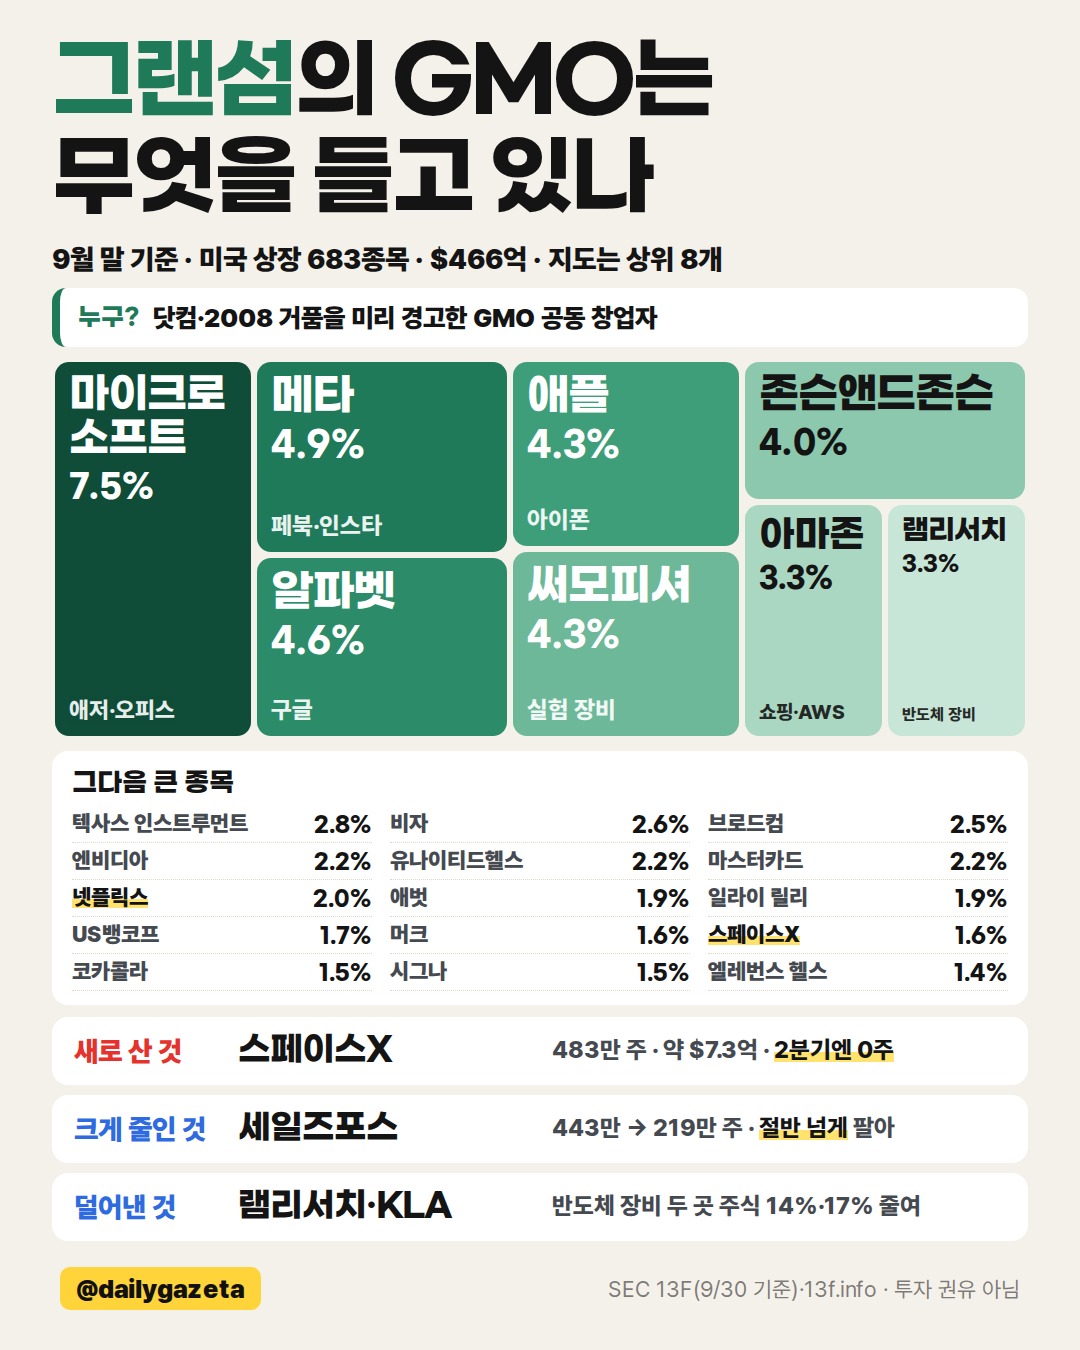 그랜섬의 GMO는
무엇을 들고 있나
9월 말 기준 · 미국 상장 683종목 · $466억 · 지도는 상위 8개
누구? 닷컴·2008 거품을 미리 경고한 GMO 공동 창업자
마이크로
소프트
7.5%
애저·오피스
메타
4.9%
페북·인스타
알파벳
4.6%
구글
애플
4.3%
아이폰
써모피셔
4.3%
실험 장비
존슨앤드존슨
4.0%
아마존
3.3%
쇼핑·AWS
램리서치
3.3%
반도체 장비
그다음 큰 종목
텍사스 인스트루먼트 2.8% 비자 2.6% 브로드컴 2.5%
엔비디아 2.2% 유나이티드헬스 2.2% 마스터카드 2.2%
넷플릭스 2.0% 애벗 1.9% 일라이 릴리 1.9%
US뱅코프 1.7% 머크 1.6% 스페이스X 1.6%
코카콜라 1.5% 시그나 1.5% 엘레번스 헬스 1.4%
새로 산 것 스페이스X 483만 주 · 약 $7.3억 · 2분기엔 0주
크게 줄인 것 세일즈포스 443만 → 219만 주 · 절반 넘게 팔아
덜어낸 것 램리서치·KLA 반도체 장비 두 곳 주식 14%·17% 줄여
@dailygazeta
SEC 13F(9/30 기준)·13f.info · 투자 권유 아님